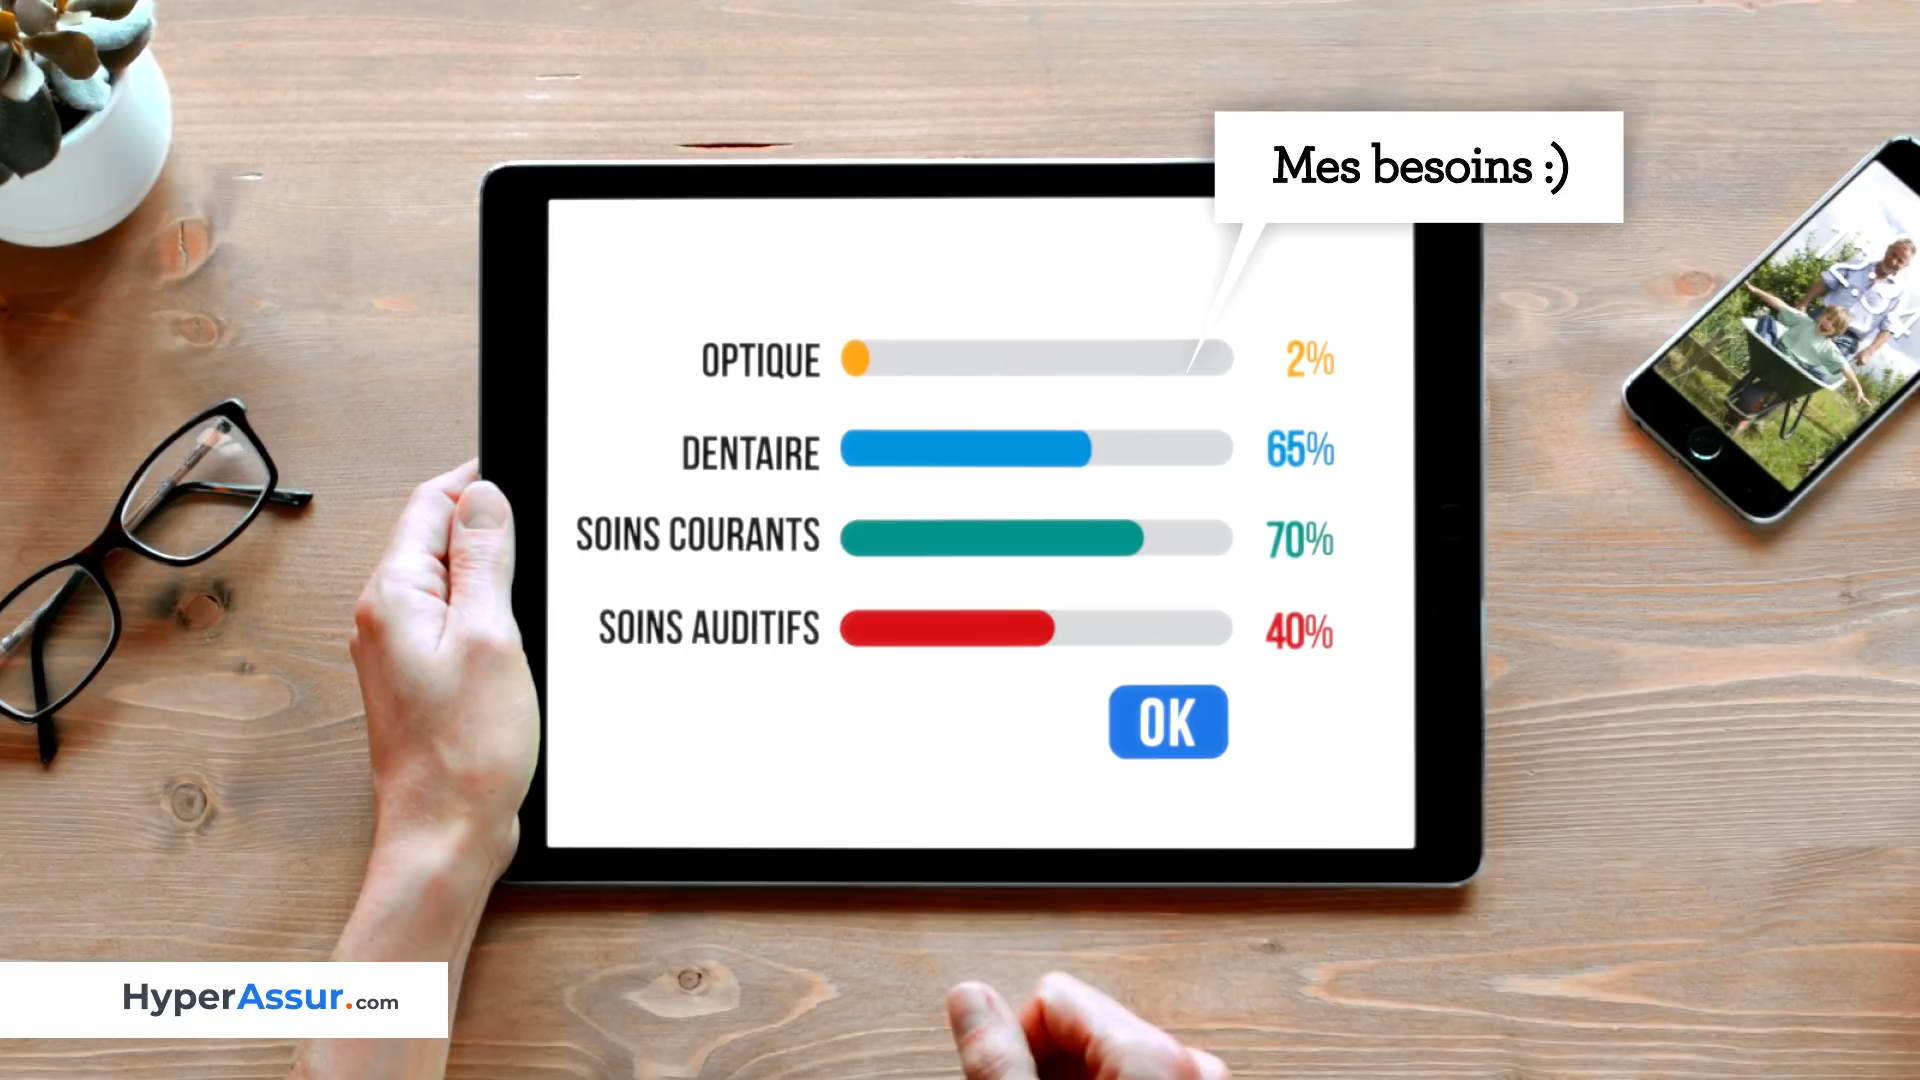 Mes besoins :)
OPTIQUE 2%
DENTAIRE 65%
SOINS COURANTS 70%
SOINS AUDITIFS 40%
OK
HyperAssur.com